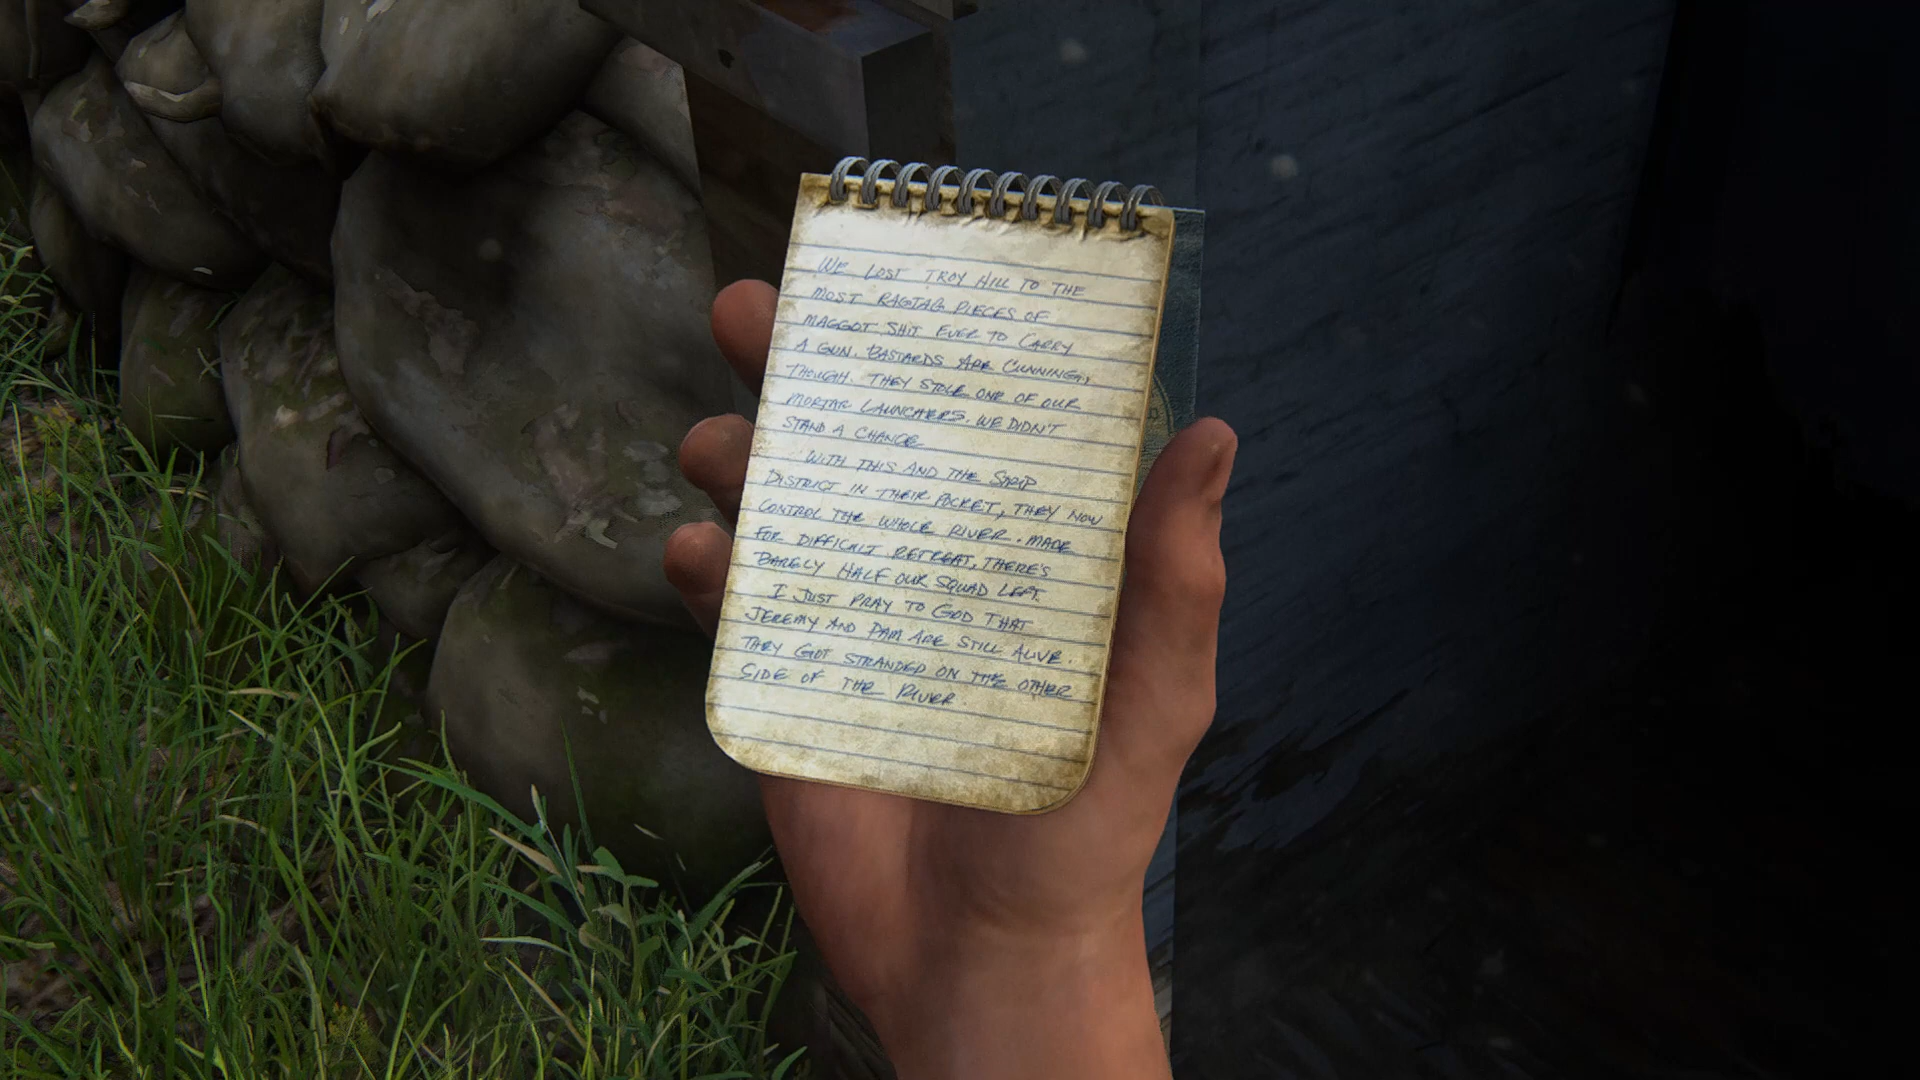 WE LOST TROY HILL TO THE
MOST RAGTAG PIECES OF
MAGGOT SHIT EVER TO CARRY
A GUN. BASTARDS ARE CUNNING,
THOUGH. THEY STOLE ONE OF OUR
MORTAR LAUNCHERS. WE DIDN'T
STAND A CHANCE
WITH THIS AND THE STRIP
DISTRICT IN THEIR POCKET, THEY NOW
CONTROL THE WHOLE RIVER. MADE
FOR DIFFICULT RETREAT, THERE'S
BARELY HALF OUR SQUAD LEFT.
I JUST PRAY TO GOD THAT
JEREMY AND PAM ARE STILL ALIVE.
THEY GOT STRANDED ON THE OTHER
SIDE OF THE RIVER.